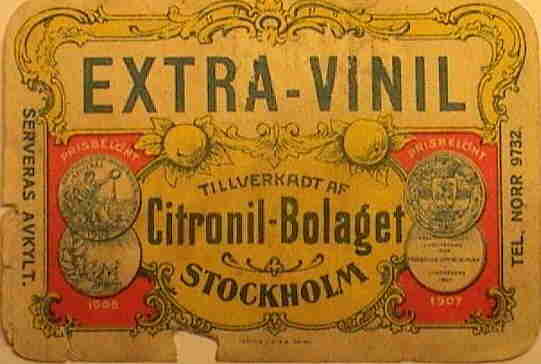 EXTRA-VINIL
SERVERAS AVKYLT.
PRISBELÖNT
1906
TILLVERKADT AF
Citronil-Bolaget
STOCKHOLM
PRISBELÖNT
1907
TEL. NORR 9732.